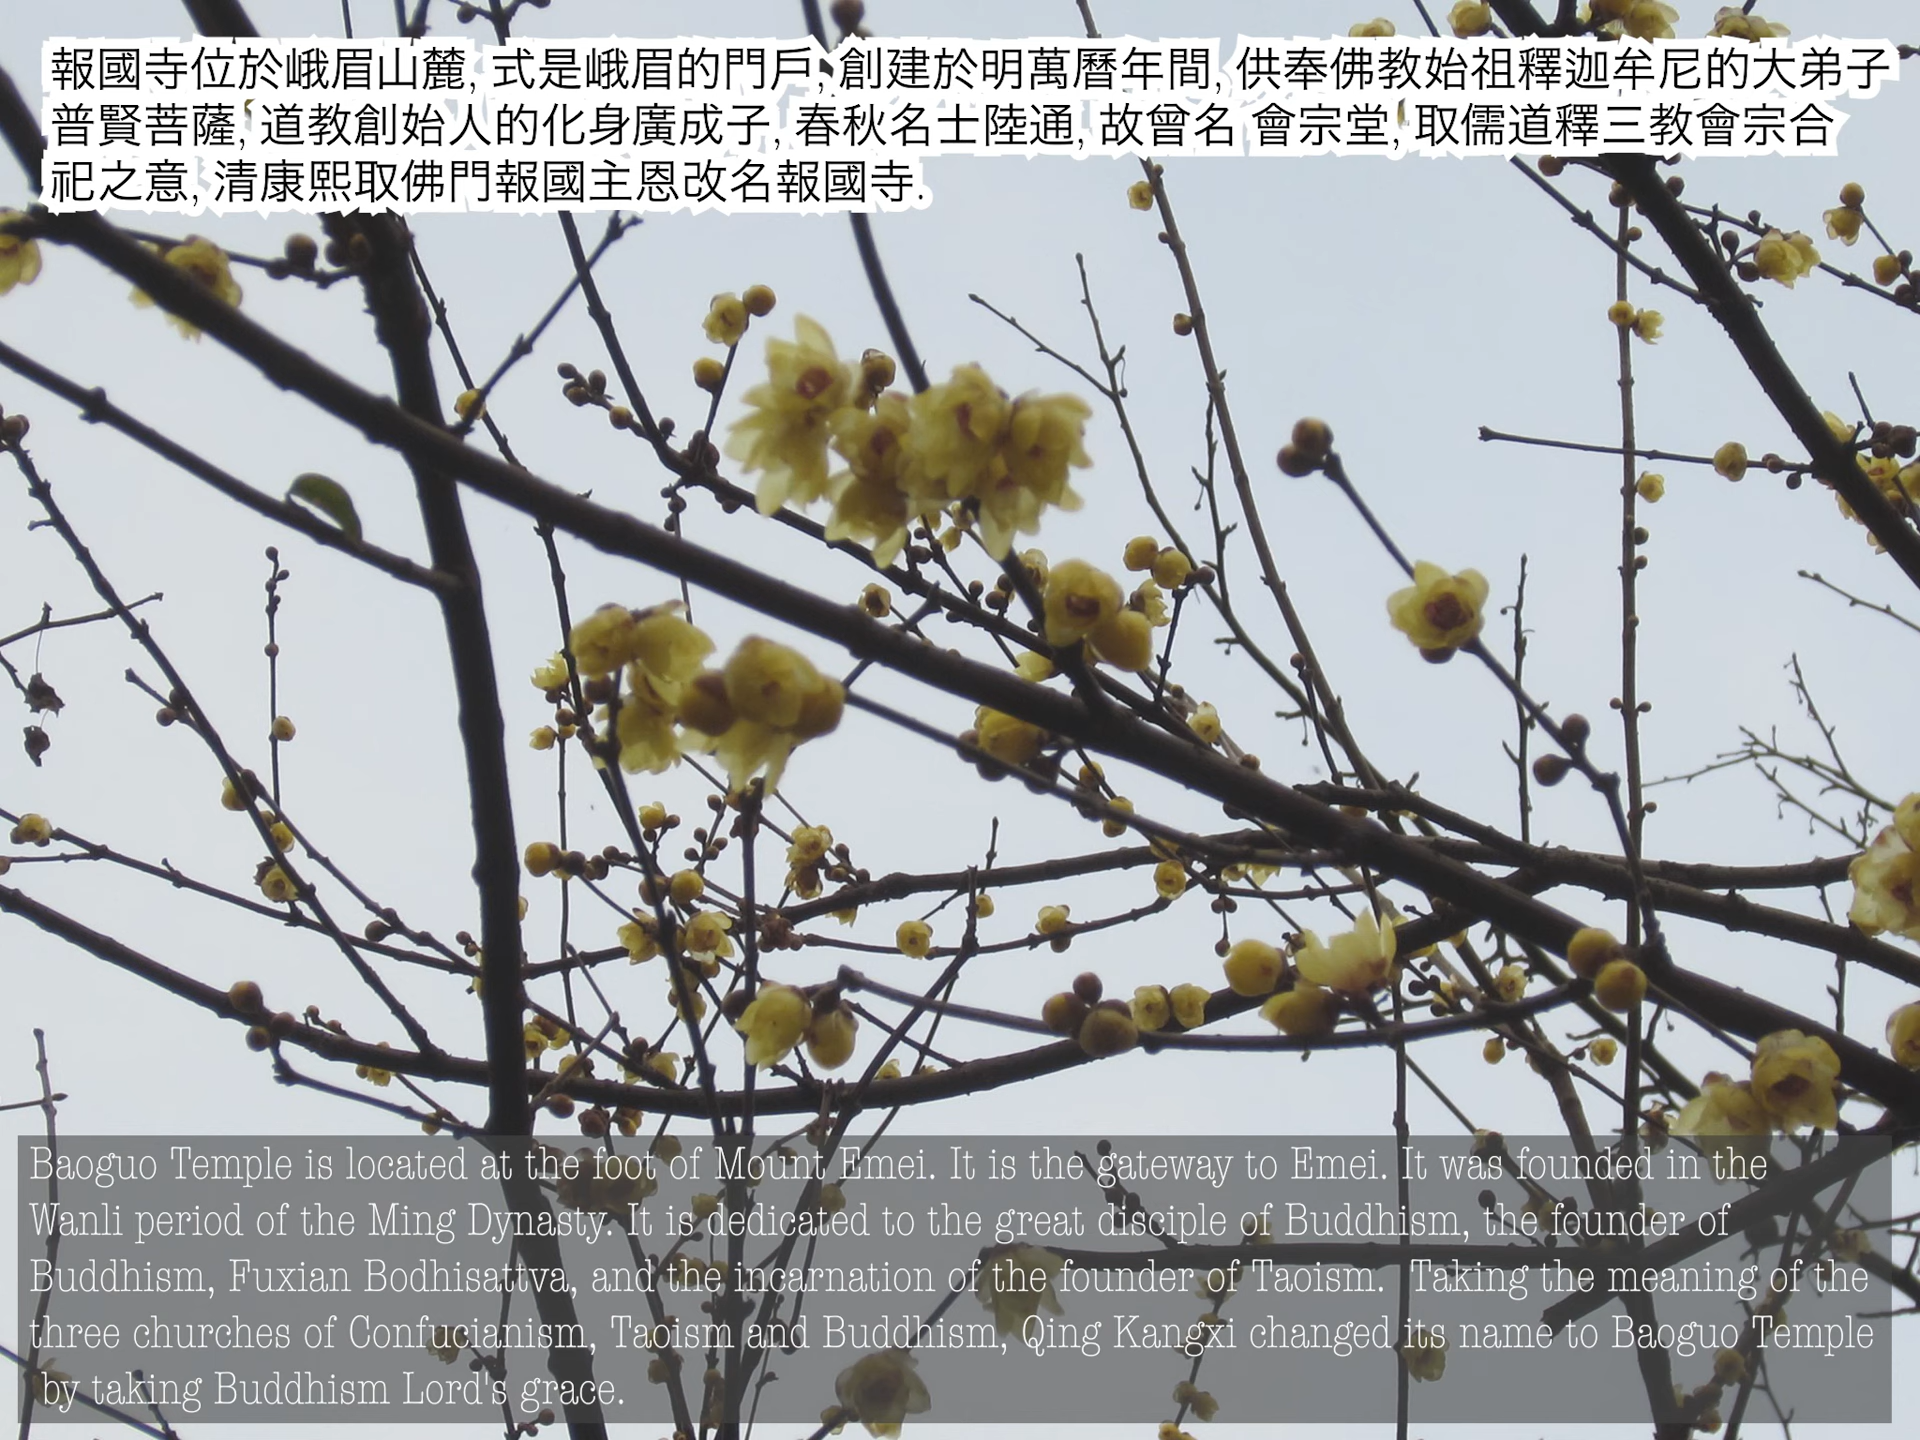 報國寺位於峨眉山麓, 式是峨眉的門戶, 創建於明萬曆年間, 供奉佛教始祖釋迦牟尼的大弟子
普賢菩薩, 道教創始人的化身廣成子, 春秋名士陸通, 故曾名 會宗堂, 取儒道釋三教會宗合
祀之意, 清康熙取佛門報國主恩改名報國寺.
Baoguo Temple is located at the foot of Mount Emei. It is the gateway to Emei. It was founded in the
Wanli period of the Ming Dynasty. It is dedicated to the great disciple of Buddhism, the founder of
Buddhism, Fuxian Bodhisattva, and the incarnation of the founder of Taoism.  Taking the meaning of the
three churches of Confucianism, Taoism and Buddhism, Qing Kangxi changed its name to Baoguo Temple
by taking Buddhism Lord's grace.